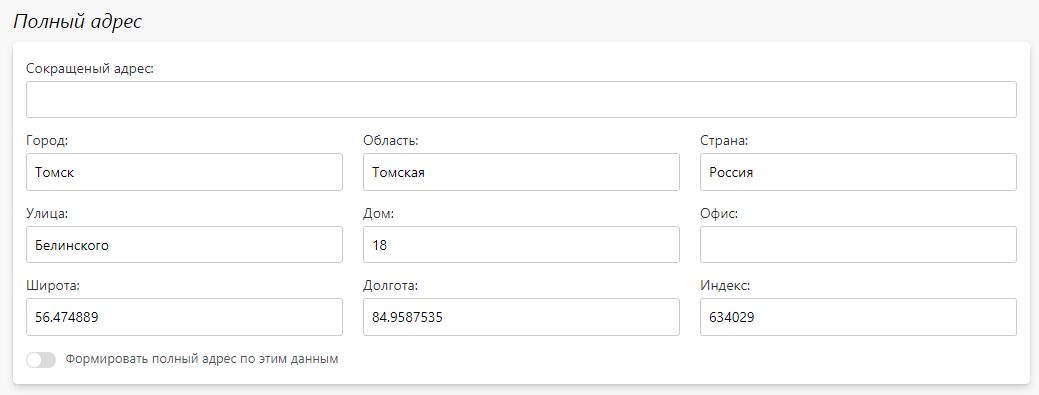 Полный адрес
Сокращеный адрес:
Город: Область: Страна:
Томск Томская Россия
Улица: Дом: Офис:
Белинского 18
Широта: Долгота: Индекс:
56.474889 84.9587535 634029
Формировать полный адрес по этим данным